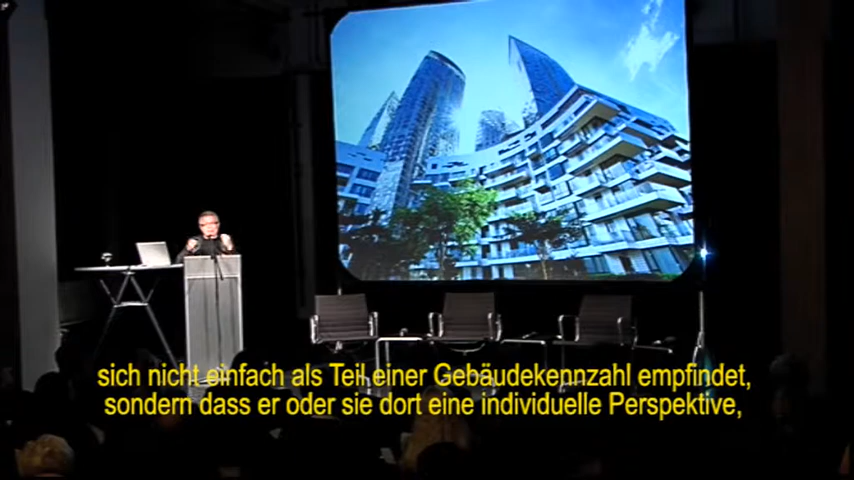 sich nicht einfach als Teil einer Gebäudekennzahl empfindet,
sondern dass er oder sie dort eine individuelle Perspektive,